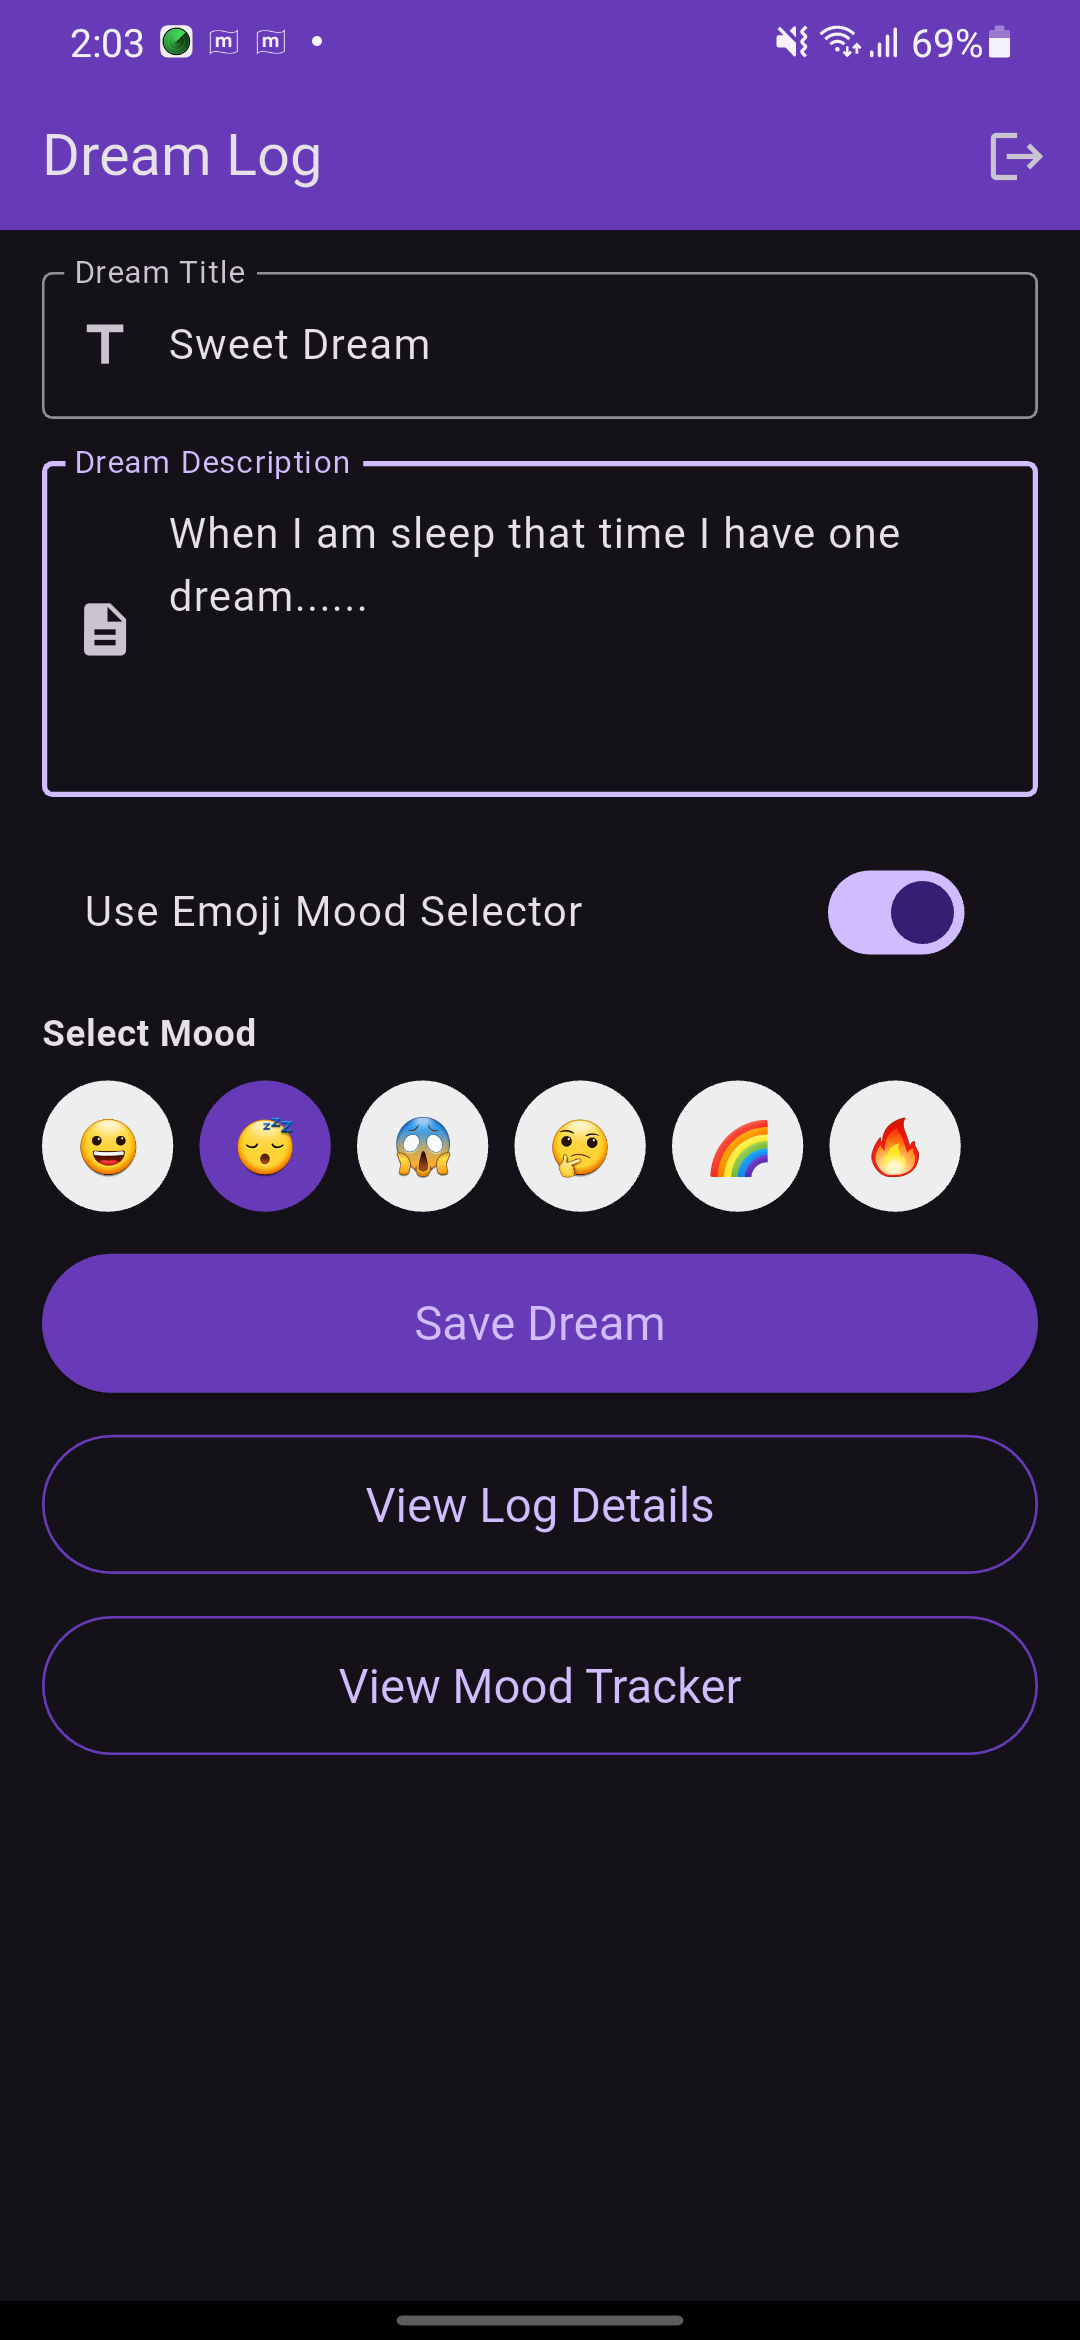 2:03 m m 69%
Dream Log
Dream Title
Sweet Dream
Dream Description
When I am sleep that time I have one
dream......
Use Emoji Mood Selector
Select Mood
Save Dream
View Log Details
View Mood Tracker